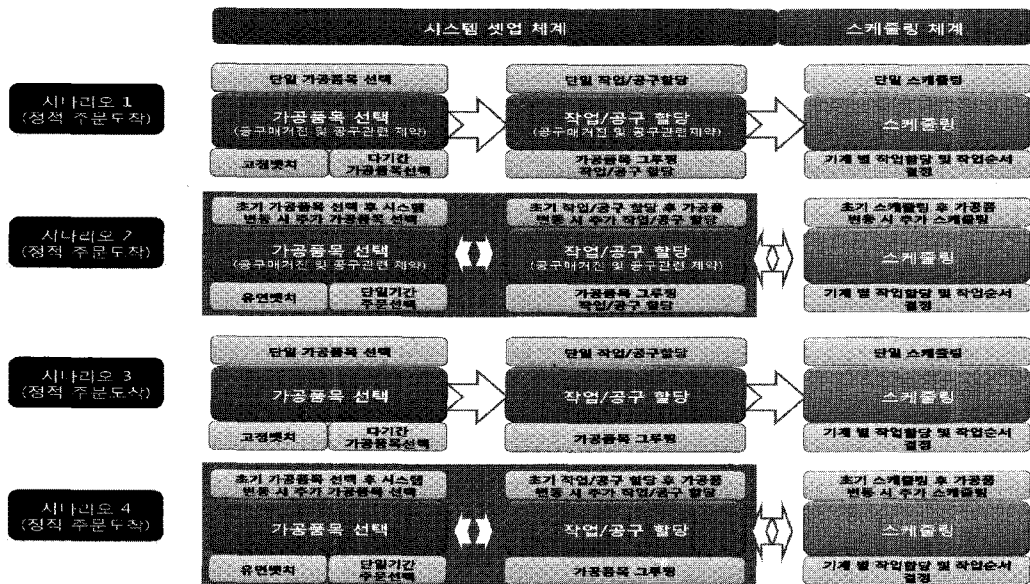 시스템 셋업 체계
스케줄링 체계
시나리오 1
(정적 주문도착)
단일 가공품목 선택
가공품목 선택
(공구매거진 및 공구관련 제약)
고정뱃치
다기간
가공품목선택
단일 작업/공구할당
작업/공구 할당
(공구매거진 및 공구관련 제약)
가공품목 그루핑
작업/공구 할당
단일 스케줄링
스케줄링
기계 별 작업할당 및 작업순서
결정
시나리오 2
(정적 주문도착)
초기 가공품목 선택 후 시스템
변동 시 추가 가공품목 선택
가공품목 선택
(공구매거진 및 공구관련 제약)
유연뱃치
단일기간
주문선택
초기 작업/공구 할당 후 가공품
변동 시 추가 작업/공구 할당
작업/공구 할당
(공구매거진 및 공구관련 제약)
가공품목 그루핑
작업/공구 할당
초기 스케줄링 후 가공품
변동 시 추가 스케줄링
스케줄링
기계 별 작업할당 및 작업순서
결정
시나리오 3
(정적 주문도착)
단일 가공품목 선택
가공품목 선택
고정뱃치
다기간
가공품목선택
단일 작업/공구할당
작업/공구 할당
가공품목 그루핑
단일 스케줄링
스케줄링
기계 별 작업할당 및 작업순서
결정
시나리오 4
(정적 주문도착)
초기 가공품목 선택 후 시스템
변동 시 추가 가공품목 선택
가공품목 선택
유연뱃치
단일기간
주문선택
초기 작업/공구 할당 후 가공품
변동 시 추가 작업/공구 할당
작업/공구 할당
가공품목 그루핑
초기 스케줄링 후 가공품
변동 시 추가 스케줄링
스케줄링
기계 별 작업할당 및 작업순서
결정